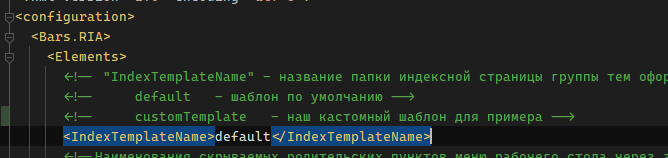 <configuration>
<Bars.RIA>
<Elements>
<!-- "IndexTemplateName" - название папки индексной страницы группы тем офор
<!-- default - шаблон по умолчанию -->
<!-- customTemplate - наш кастомный шаблон для примера -->
<IndexTemplateName>default</IndexTemplateName>